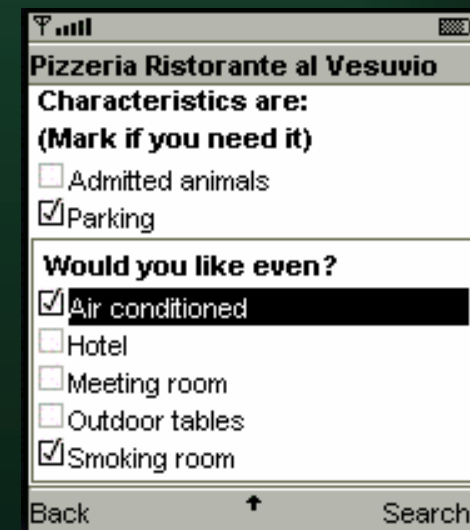 Pizzeria Ristorante al Vesuvio
Characteristics are:
(Mark if you need it)
Admitted animals
Parking
Would you like even?
Air conditioned
Hotel
Meeting room
Outdoor tables
Smoking room
Back Search